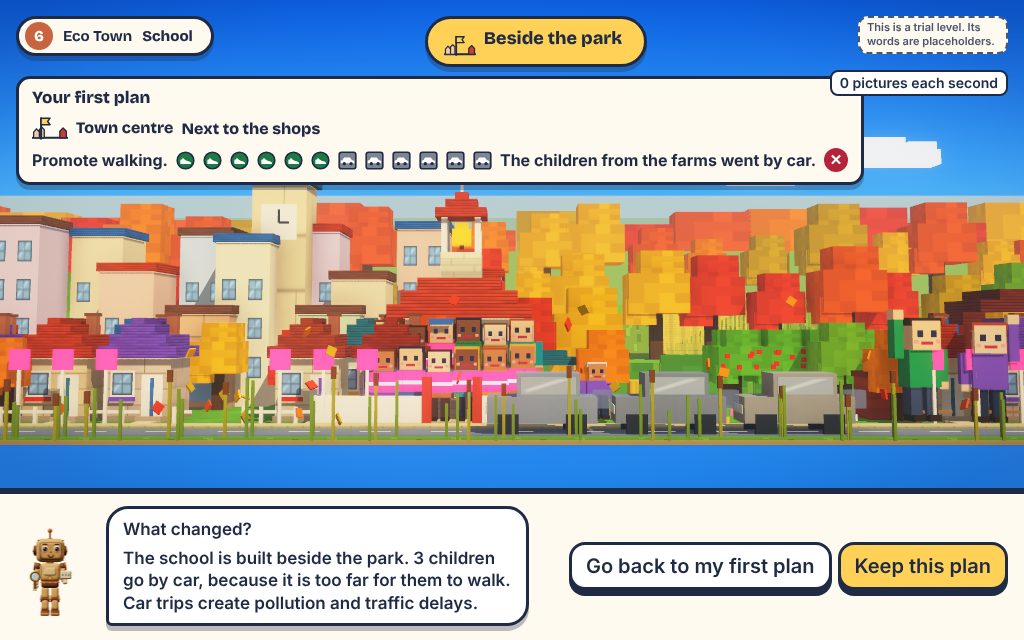 6 Eco Town School
Beside the park
This is a trial level. Its
words are placeholders.
0 pictures each second
Your first plan
Town centre Next to the shops
Promote walking. The children from the farms went by car.
What changed?
The school is built beside the park. 3 children
go by car, because it is too far for them to walk.
Car trips create pollution and traffic delays.
Go back to my first plan
Keep this plan